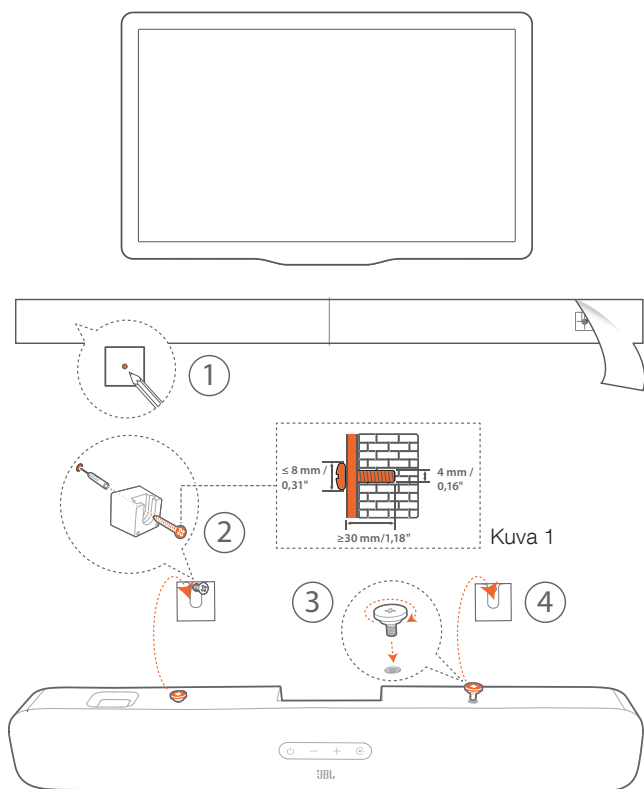 1
≤ 8 mm /
0,31"
4 mm /
0,16"
≥30 mm/1,18"
Kuva 1
2
3
4
JBL